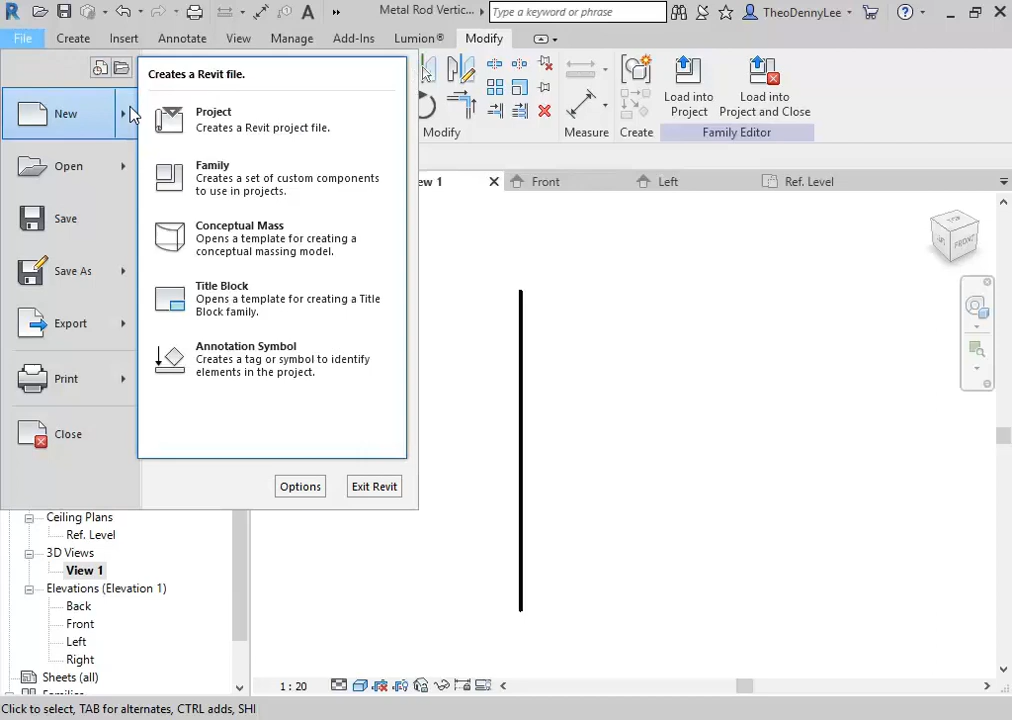 Metal Rod Vertic...
Type a keyword or phrase
TheoDennyLee
File
Create
Insert
Annotate
View
Manage
Add-Ins
Lumion®
Modify
Creates a Revit file.
New
Project
Creates a Revit project file.
Family
Creates a set of custom components
to use in projects.
Conceptual Mass
Opens a template for creating a
conceptual massing model.
Title Block
Opens a template for creating a Title
Block family.
Annotation Symbol
Creates a tag or symbol to identify
elements in the project.
Open
Save
Save As
Export
Print
Close
Options
Exit Revit
Modify
Measure
Create
Load into
Project
Load into
Project and Close
Family Editor
ew 1
Front
Left
Ref. Level
FRONT
Ceiling Plans
Ref. Level
3D Views
View 1
Elevations (Elevation 1)
Back
Front
Left
Right
Sheets (all)
Families
1 : 20
Click to select, TAB for alternates, CTRL adds, SHI